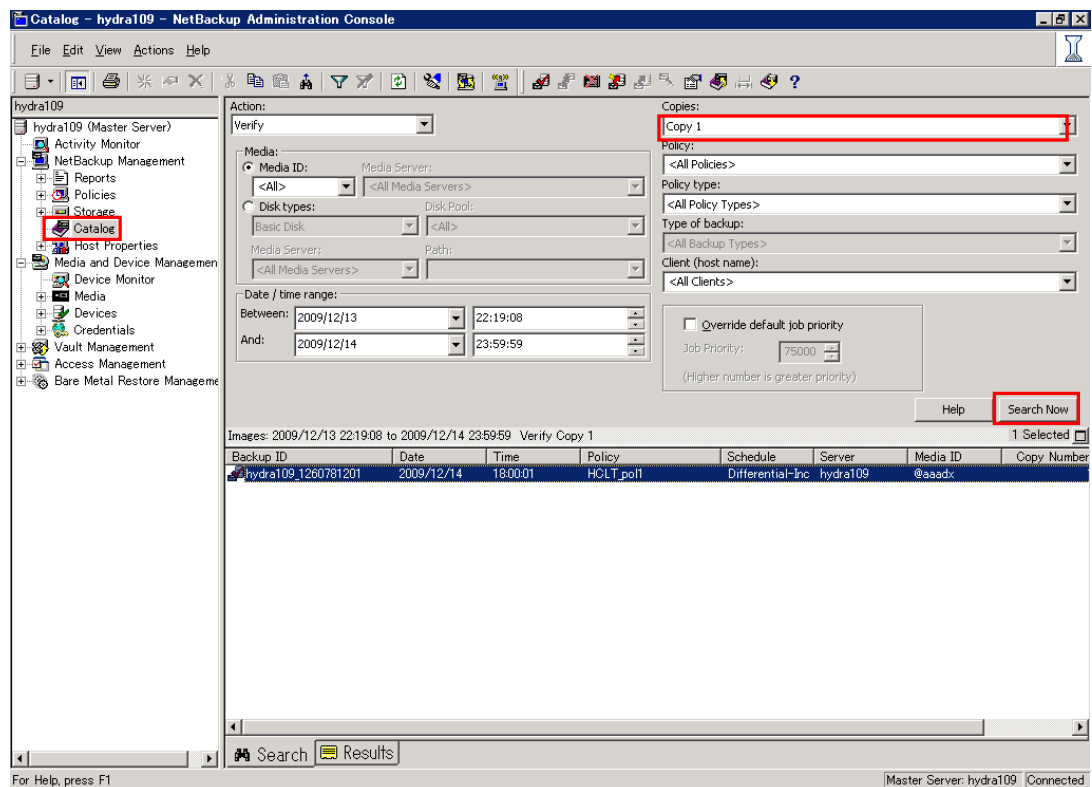 Catalog - hydra109 - NetBackup Administration Console
File Edit View Actions Help
hydra109
hydra109 (Master Server)
Activity Monitor
NetBackup Management
Reports
Policies
Storage
Catalog
Host Properties
Media and Device Managemen
Device Monitor
Media
Devices
Credentials
Vault Management
Access Management
Bare Metal Restore Manageme
Action:
Verify
Media:
Media ID: Media Server:
<All> <All Media Servers>
Disk types: Disk Pool:
Basic Disk <All>
Media Server: Path:
<All Media Servers>
Date / time range:
Between: 2009/12/13 22:19:08
And: 2009/12/14 23:59:59
Copies:
Copy 1
Policy:
<All Policies>
Policy type:
<All Policy Types>
Type of backup:
<All Backup Types>
Client (host name):
<All Clients>
Override default job priority
Job Priority: 75000
(Higher number is greater priority)
Help Search Now
Images: 2009/12/13 22:19:08 to 2009/12/14 23:59:59 Verify Copy 1 1 Selected
Backup ID Date Time Policy Schedule Server Media ID Copy Number
hydra109_1260781201 2009/12/14 18:00:01 HCLT_pol1 Differential-Inc hydra109 @aaadx
Search Results
For Help, press F1 Master Server: hydra109 Connected